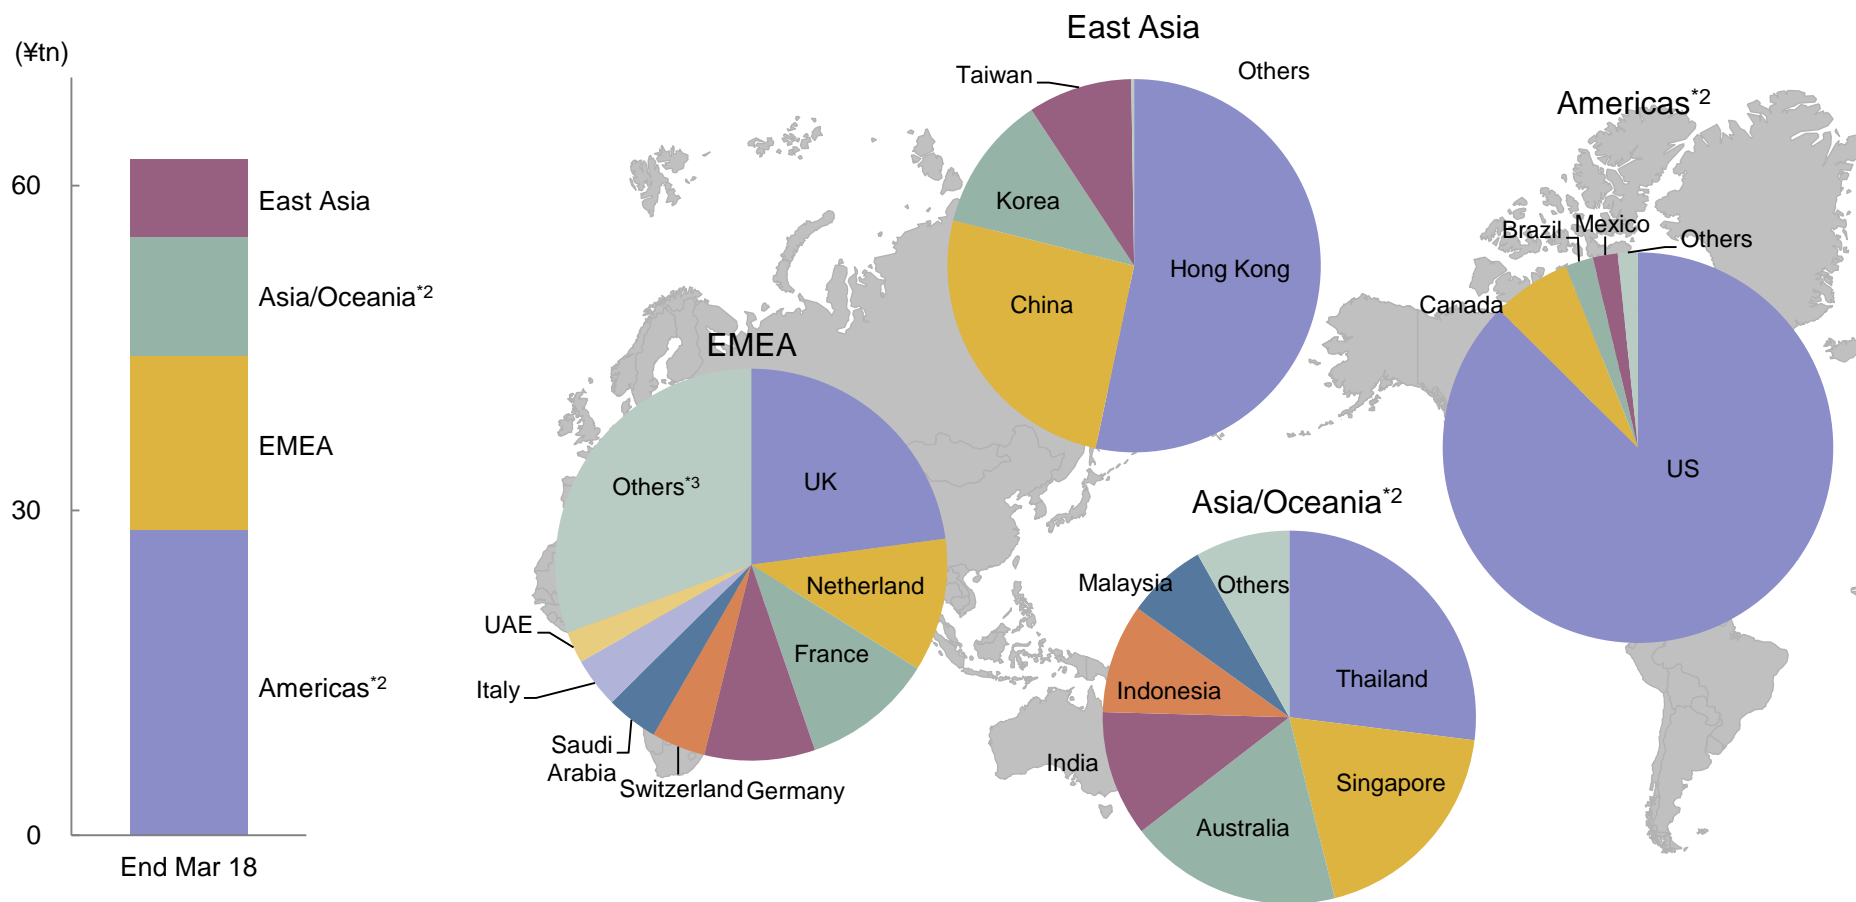 (¥tn)
60
30
0
East Asia
Asia/Oceania*2
EMEA
Americas*2
End Mar 18
East Asia
Taiwan
Others
Korea
Hong Kong
China
Americas*2
Brazil
Mexico
Others
Canada
US
EMEA
Others*3
UK
Netherland
France
UAE
Italy
Saudi
Arabia
Switzerland
Germany
Asia/Oceania*2
Malaysia
Others
Indonesia
Thailand
India
Singapore
Australia